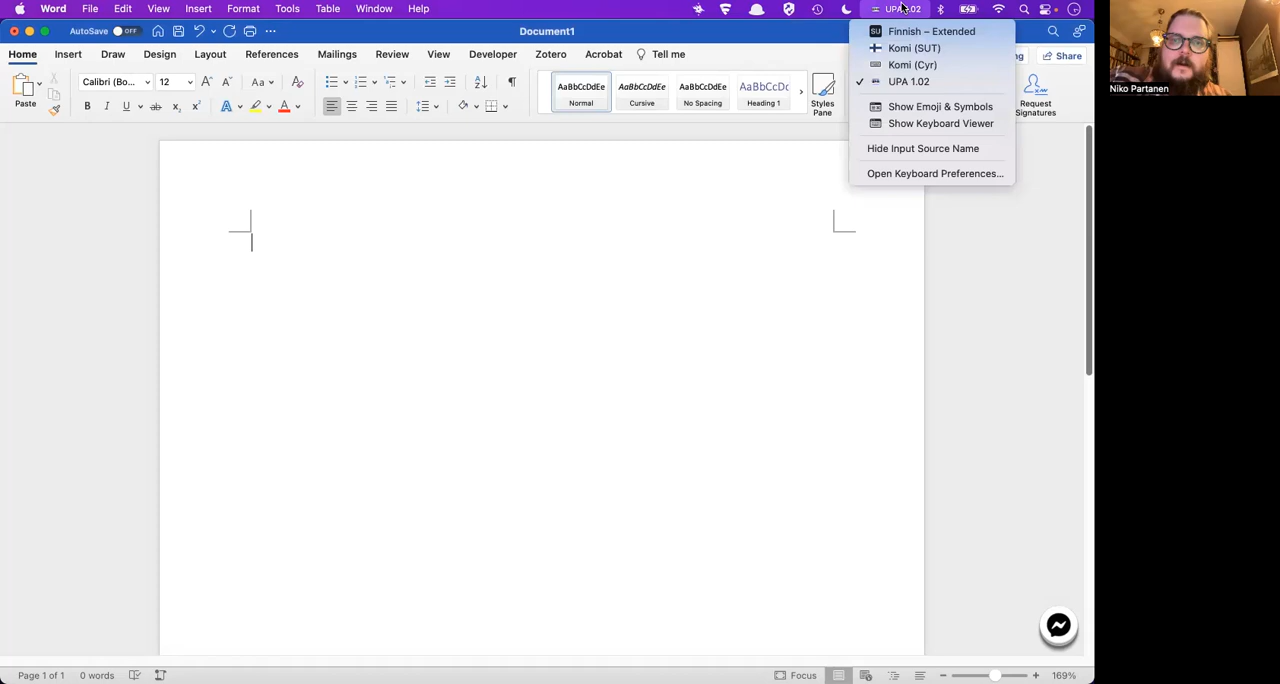 Word File Edit View Insert Format Tools Table Window Help UPA 1.02
AutoSave OFF Document1
Home Insert Draw Design Layout References Mailings Review View Developer Zotero Acrobat Tell me Share
Paste Calibri (Bo... 12 Aa
AaBbCcDdEe AaBbCcDdEe AaBbCcDdEe AaBbCcDc
Normal Cursive No Spacing Heading 1
Styles Pane
Request Signatures
Finnish – Extended
Komi (SUT)
Komi (Cyr)
UPA 1.02
Show Emoji & Symbols
Show Keyboard Viewer
Hide Input Source Name
Open Keyboard Preferences...
Niko Partanen
Page 1 of 1 0 words Focus 169%